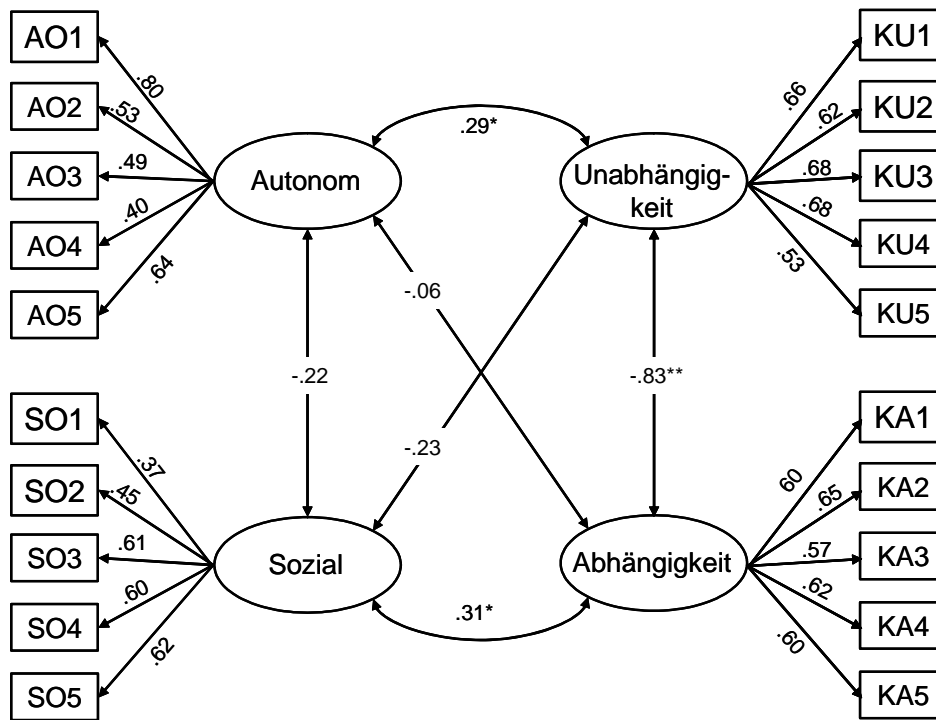 AO1
AO2
AO3
AO4
AO5
.80
.53
.49
.40
.64
Autonom
.29*
Unabhängig-
keit
.66
.62
.68
.68
.53
KU1
KU2
KU3
KU4
KU5
-.06
-.22
-.83**
-.23
SO1
SO2
SO3
SO4
SO5
.37
.45
.61
.60
.62
Sozial
.31*
Abhängigkeit
60
.65
.57
.62
.60
KA1
KA2
KA3
KA4
KA5